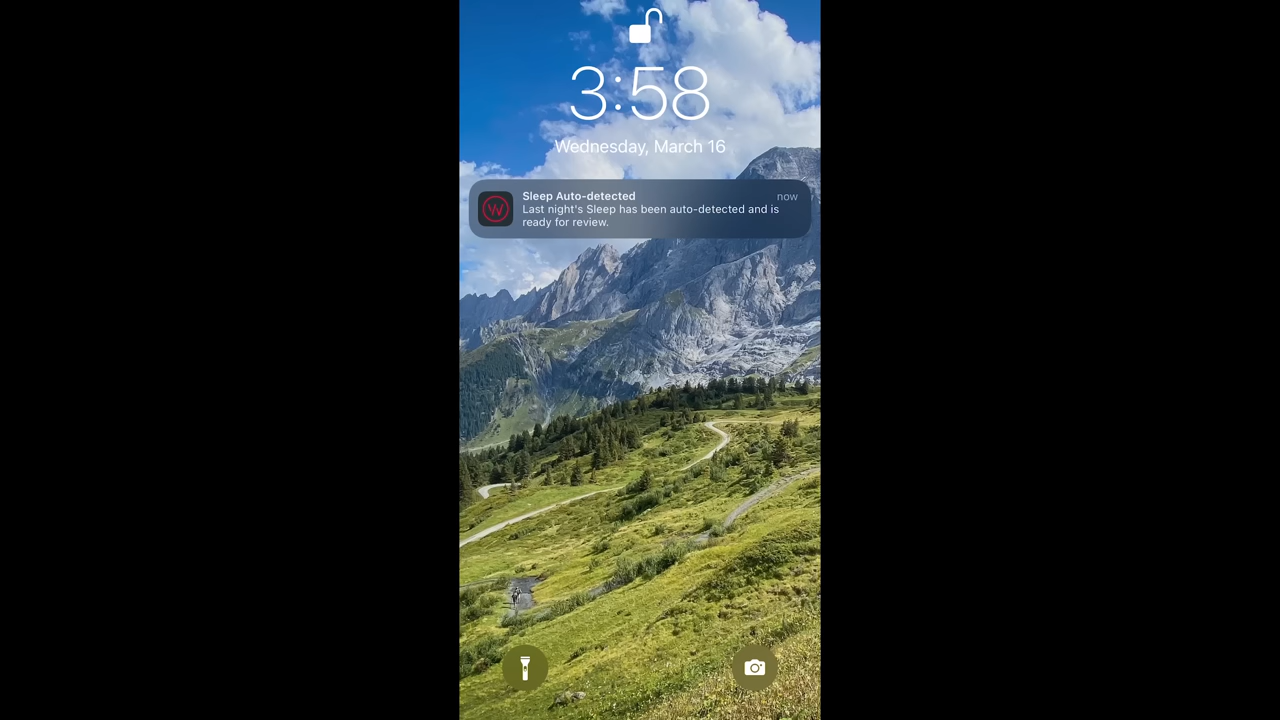 3:58
Wednesday, March 16
Sleep Auto-detected now
Last night's Sleep has been auto-detected and is
ready for review.